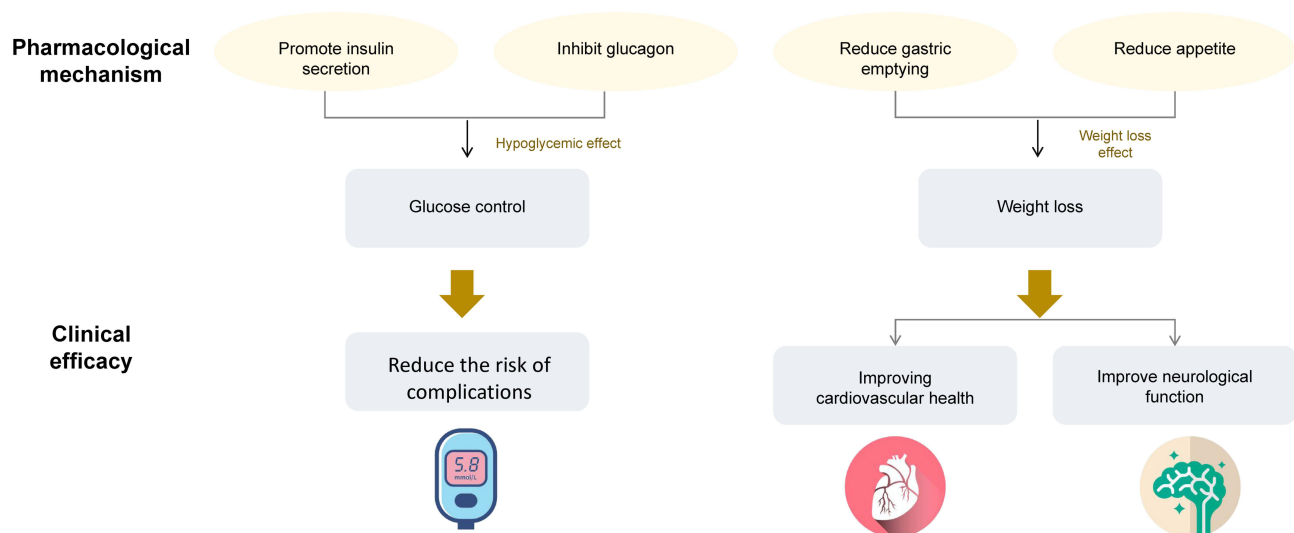 Pharmacological
mechanism
Promote insulin
secretion
Inhibit glucagon
Reduce gastric
emptying
Reduce appetite
Hypoglycemic effect
Weight loss
effect
Glucose control
Weight loss
Clinical
efficacy
Reduce the risk of
complications
Improving
cardiovascular health
Improve neurological
function
5.8
mmol/L